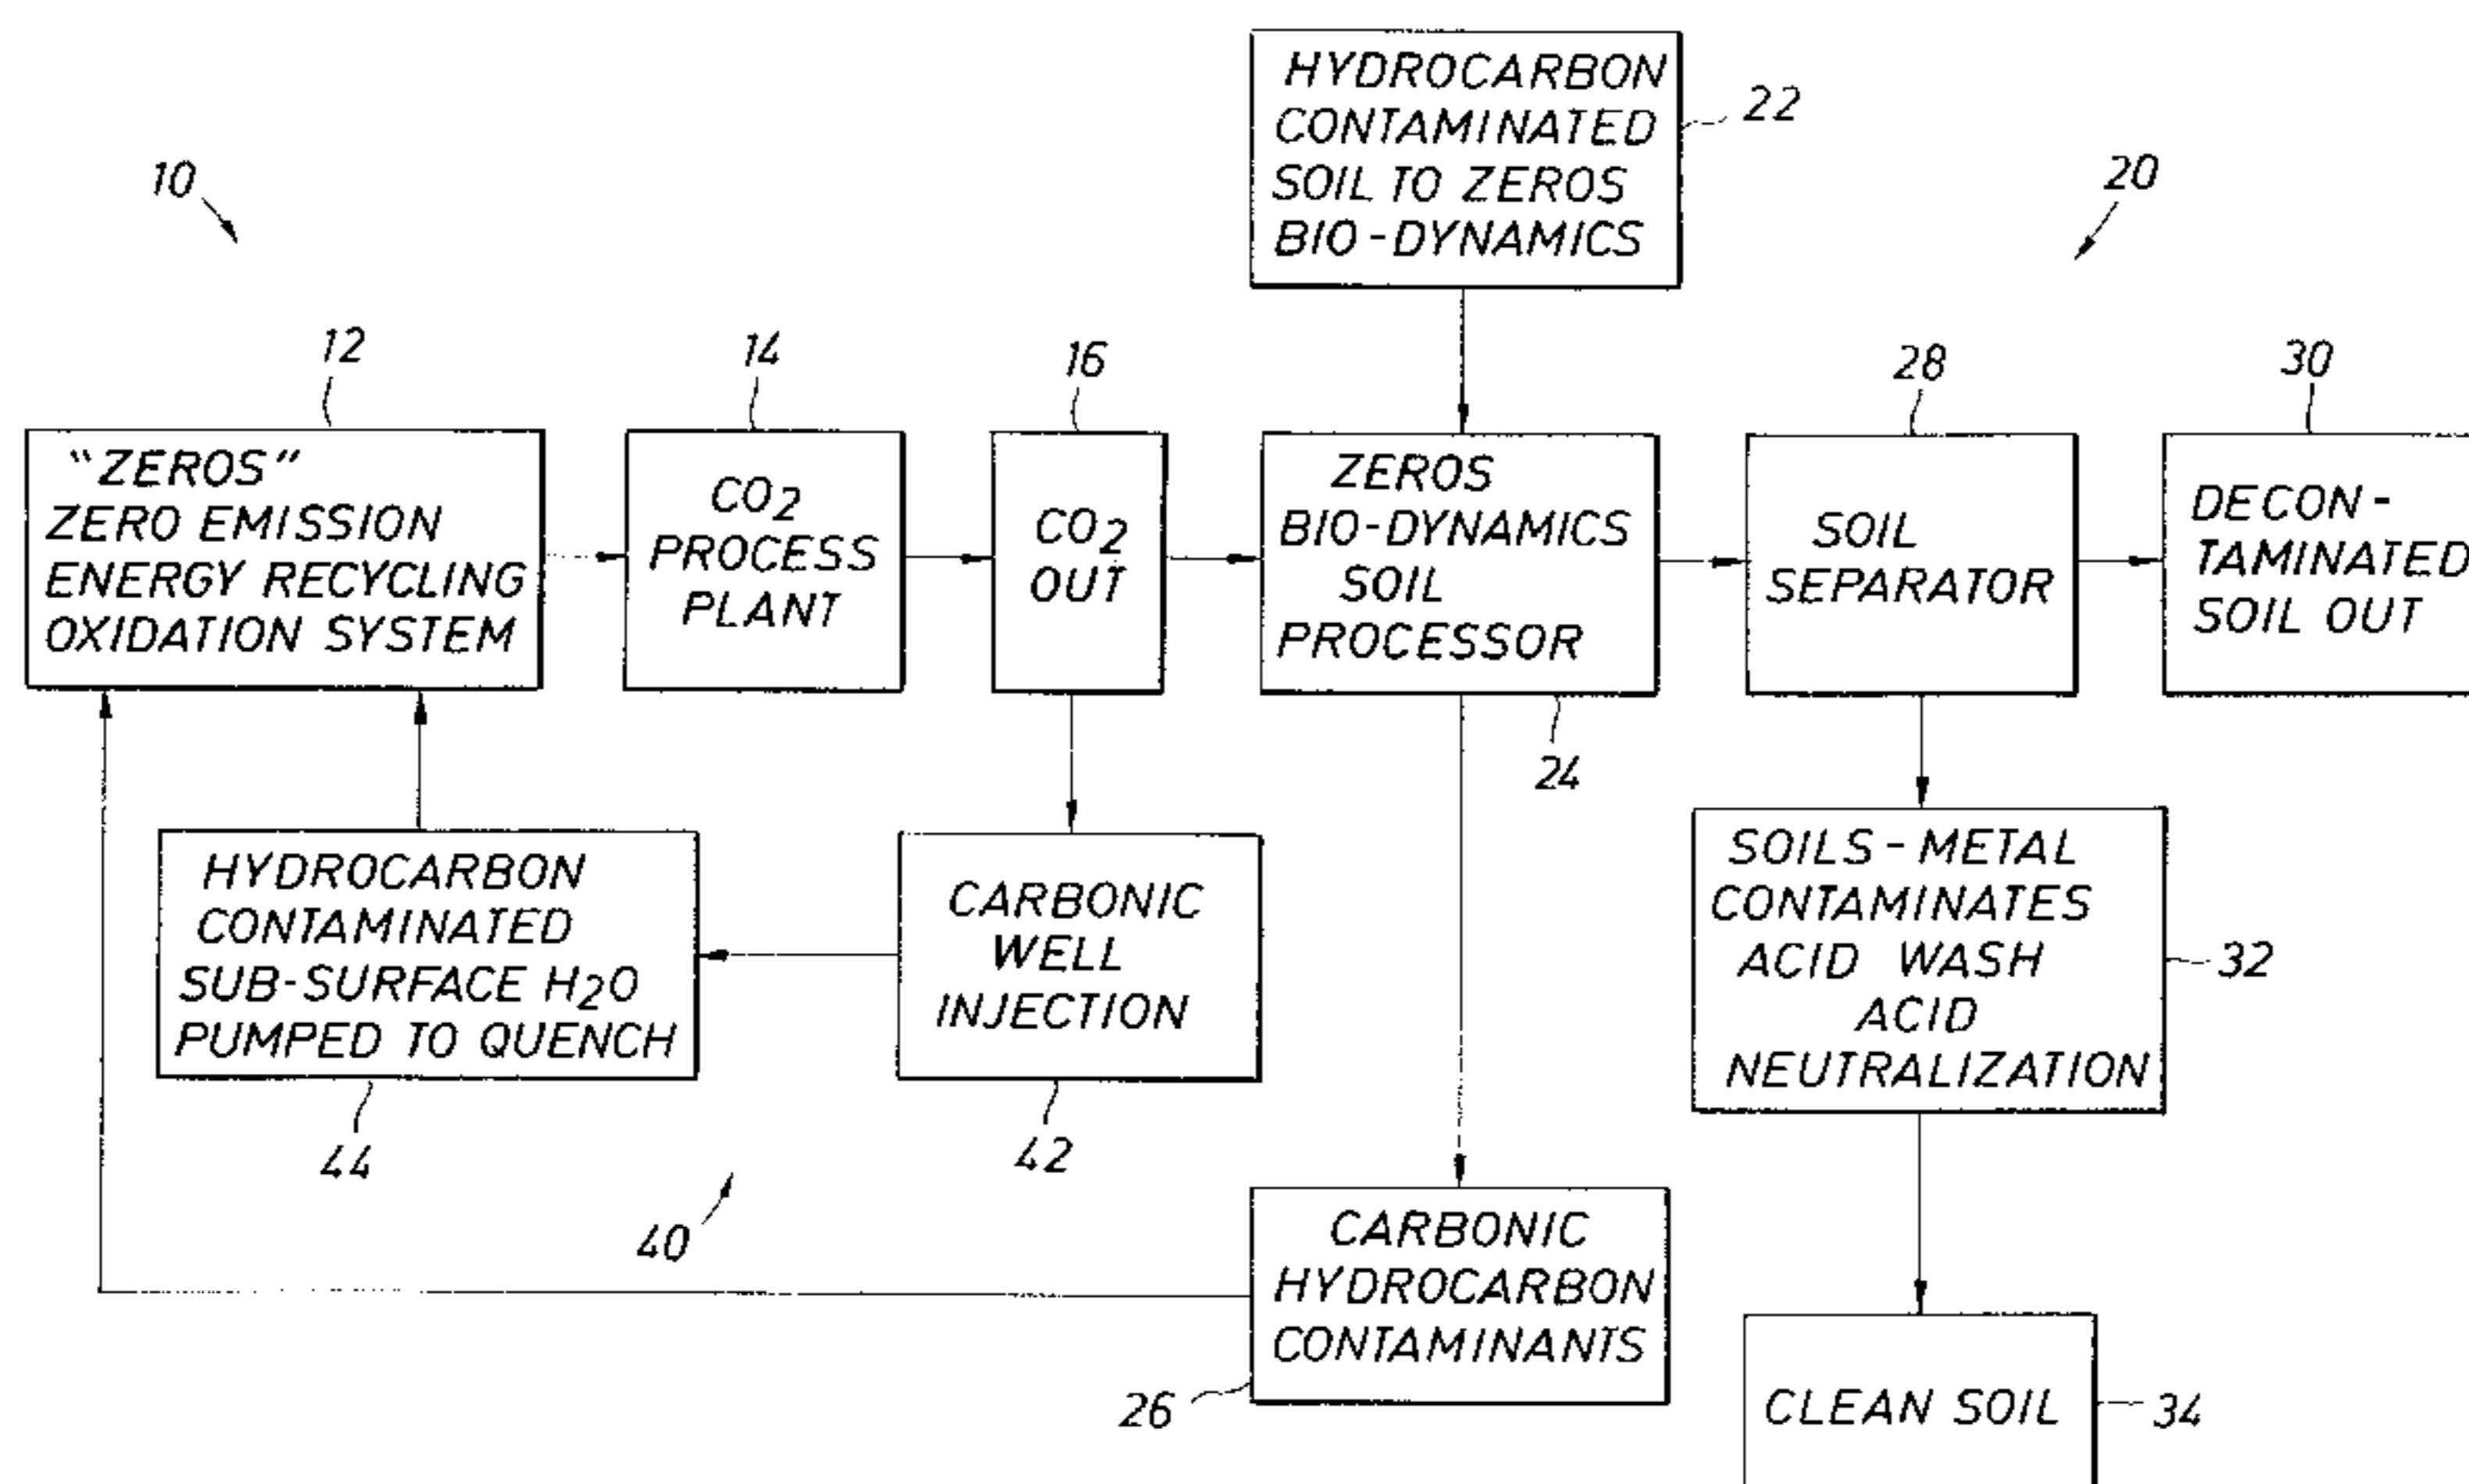 HYDROCARBON
CONTAMINATED
SOIL TO ZEROS
BIO-DYNAMICS
22
10
20
12
14
16
28
30
"ZEROS"
ZERO EMISSION
ENERGY RECYCLING
OXIDATION SYSTEM
CO2
PROCESS
PLANT
CO2
OUT
ZEROS
BIO-DYNAMICS
SOIL
PROCESSOR
24
SOIL
SEPARATOR
DECON-
TAMINATED
SOIL OUT
HYDROCARBON
CONTAMINATED
SUB-SURFACE H2O
PUMPED TO QUENCH
44
CARBONIC
WELL
INJECTION
42
40
SOILS-METAL
CONTAMINATES
ACID WASH
ACID
NEUTRALIZATION
32
CARBONIC
HYDROCARBON
CONTAMINANTS
26
CLEAN SOIL
34